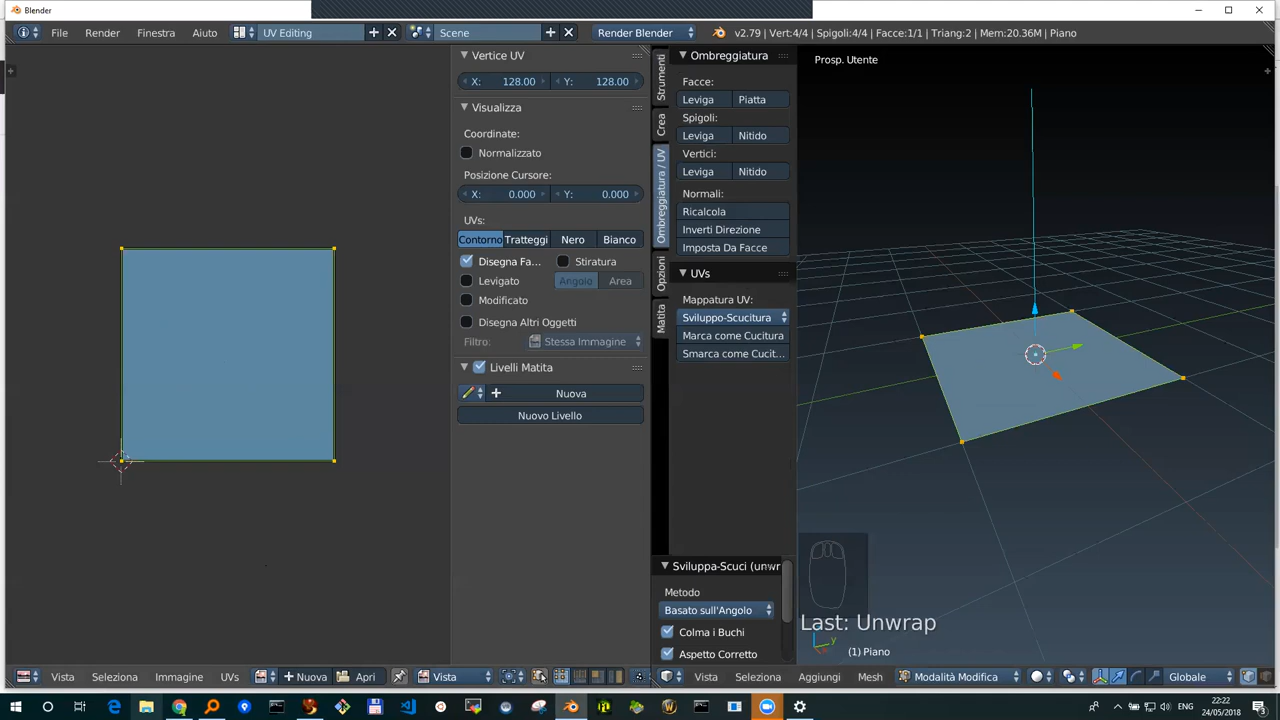 Blender
File
Render
Finestra
Aiuto
UV Editing
Scene
Render Blender
v2.79 | Vert:4/4 | Spigoli:4/4 | Facce:1/1 | Triang:2 | Mem:20.36M | Piano
Vertice UV
X: 128.00
Y: 128.00
Visualizza
Coordinate:
Normalizzato
Posizione Cursore:
X: 0.000
Y: 0.000
UVs:
Contorno
Tratteggi
Nero
Bianco
Disegna Fa...
Stiratura
Levigato
Angolo
Area
Modificato
Disegna Altri Oggetti
Filtro:
Stessa Immagine
Livelli Matita
Nuova
Nuovo Livello
Strumenti
Crea
Ombreggiatura / UV
Opzioni
Matita
Ombreggiatura
Facce:
Leviga
Piatta
Spigoli:
Leviga
Nitido
Vertici:
Leviga
Nitido
Normali:
Ricalcola
Inverti Direzione
Imposta Da Facce
UVs
Mappatura UV:
Sviluppo-Scucitura
Marca come Cucitura
Smarca come Cucit...
Sviluppa-Scuci (unwr
Metodo
Basato sull'Angolo
Colma i Buchi
Aspetto Corretto
Prosp. Utente
Last: Unwrap
(1) Piano
Vista
Seleziona
Immagine
UVs
Nuova
Apri
Vista
Vista
Seleziona
Aggiungi
Mesh
Modalità Modifica
Globale
22:22
24/05/2018